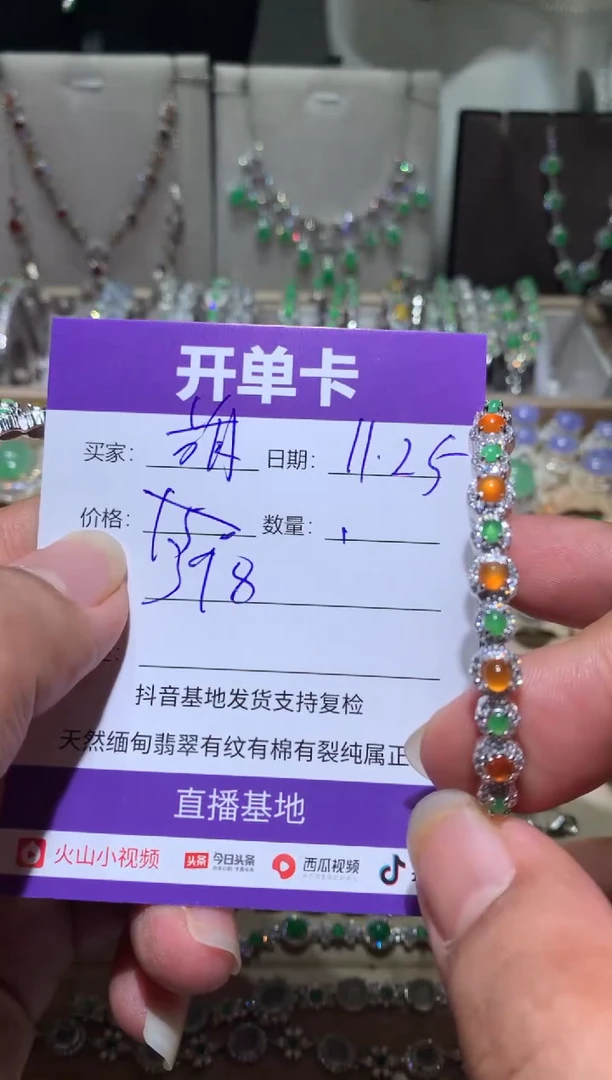 开单卡
买家: 日期: 11.25
价格: 数量: 1
398
抖音基地发货支持复检
天然缅甸翡翠有纹有棉有裂纯属正
直播基地
火山小视频 头条 今日头条 西瓜视频